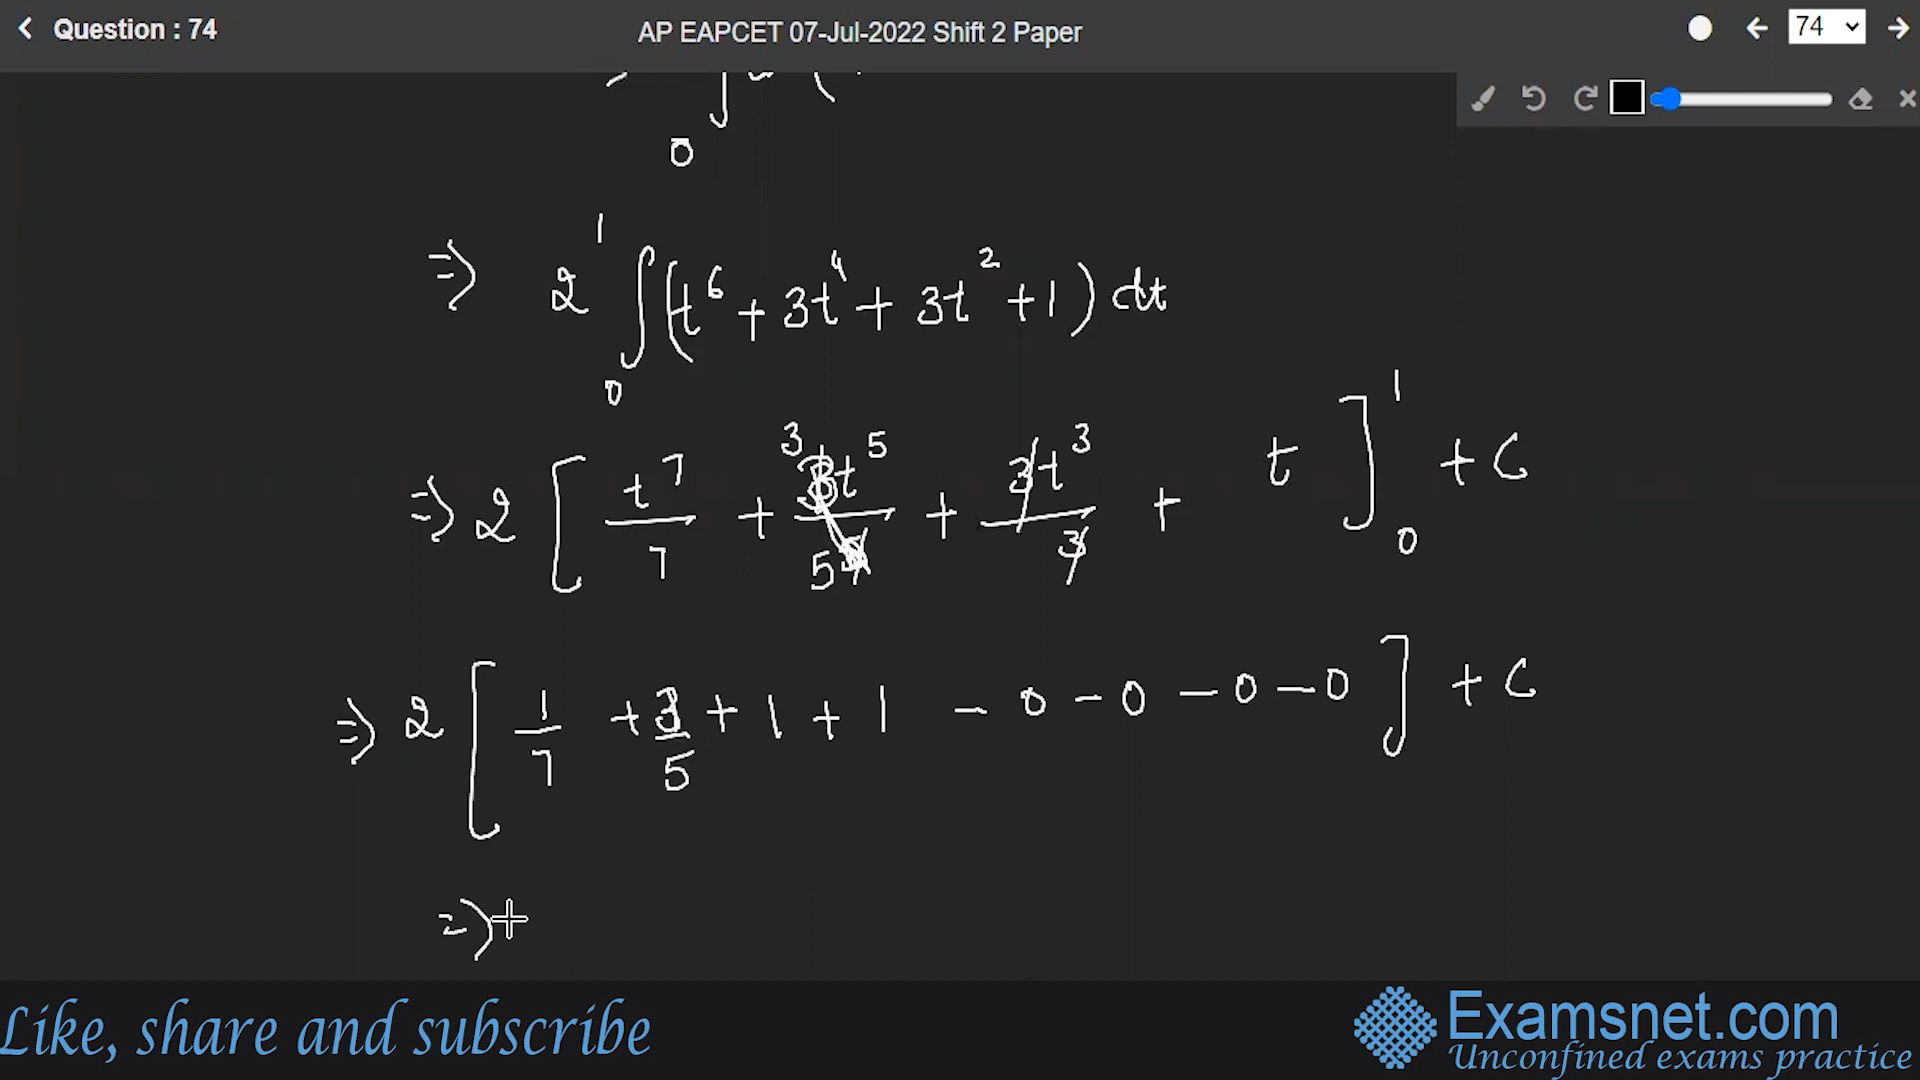 Question : 74
AP EAPCET 07-Jul-2022 Shift 2 Paper
74
0
=> 2 ∫₀¹ (t⁶ + 3t⁴ + 3t² + 1) dt
=> 2 [ t⁷/7 + 3t⁵/5 + 3t³/3 + t ]₀¹ + C
=> 2 [ 1/7 + 3/5 + 1 + 1 - 0 - 0 - 0 - 0 ] + C
=>
Like, share and subscribe
Examsnet.com
Unconfined exams practice